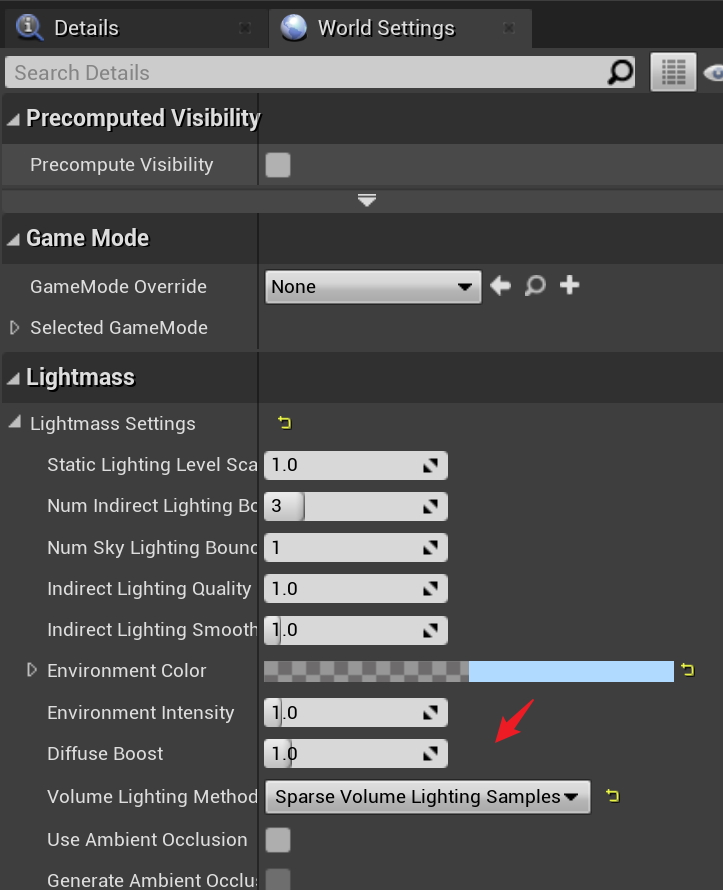 Details
World Settings
Search Details
Precomputed Visibility
Precompute Visibility
Game Mode
GameMode Override None
Selected GameMode
Lightmass
Lightmass Settings
Static Lighting Level Sca 1.0
Num Indirect Lighting Bo 3
Num Sky Lighting Bounc 1
Indirect Lighting Quality 1.0
Indirect Lighting Smooth 1.0
Environment Color
Environment Intensity 1.0
Diffuse Boost 1.0
Volume Lighting Method Sparse Volume Lighting Samples
Use Ambient Occlusion
Generate Ambient Occlu